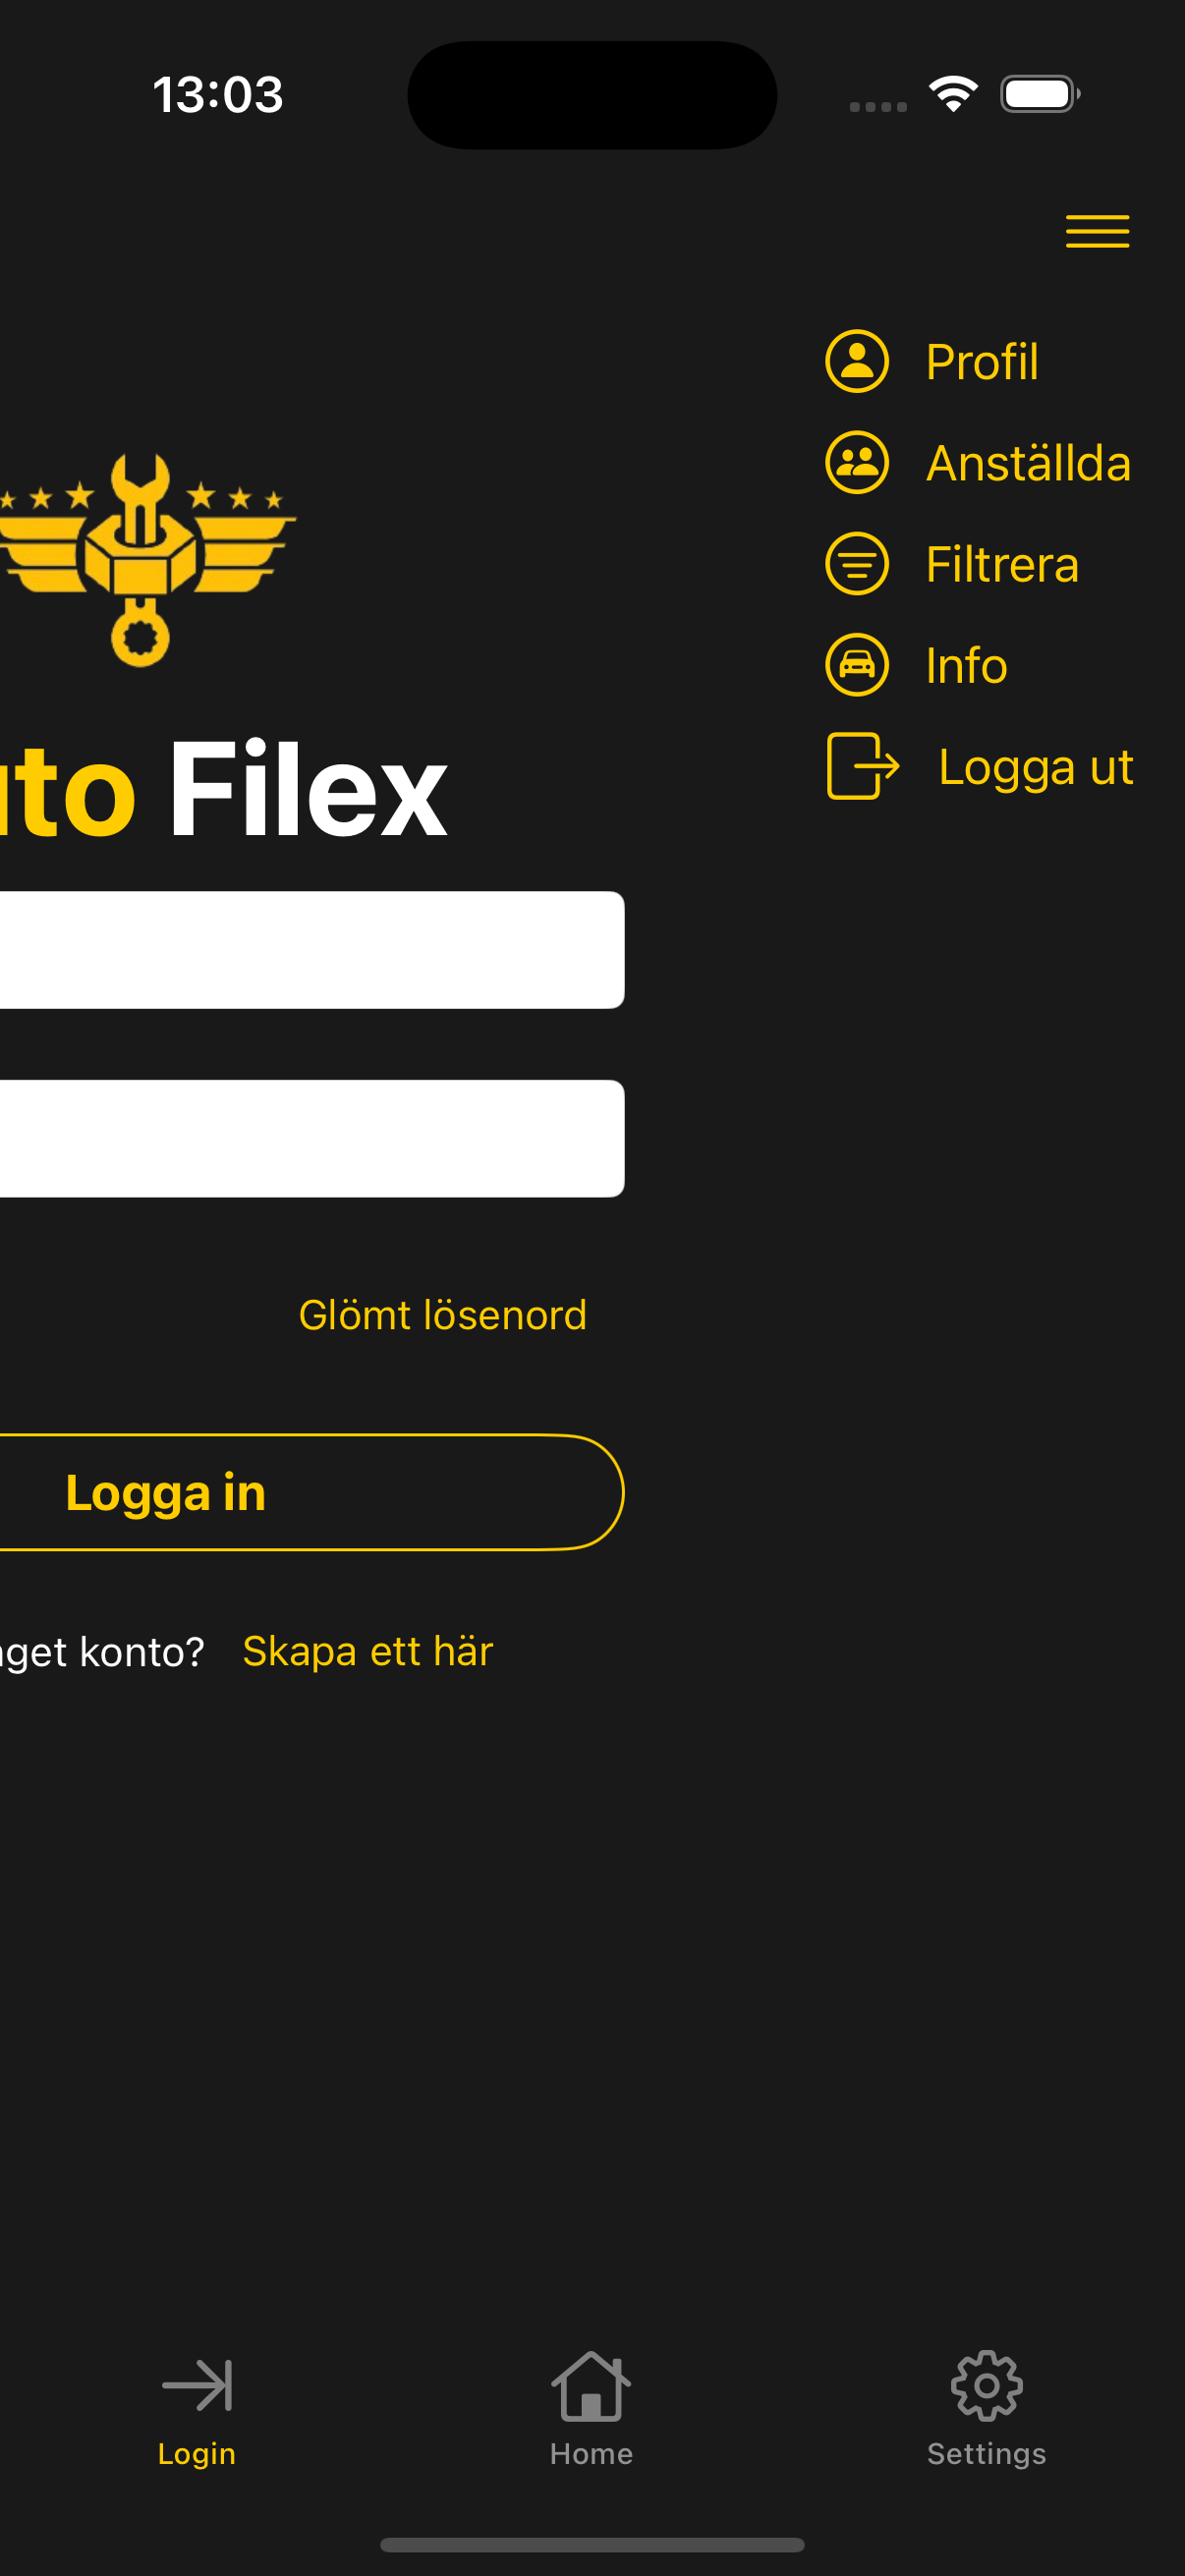 13:03
Profil
Anställda
Filtrera
Info
Logga ut
to Filex
Glömt lösenord
Logga in
get konto?
Skapa ett här
Login
Home
Settings